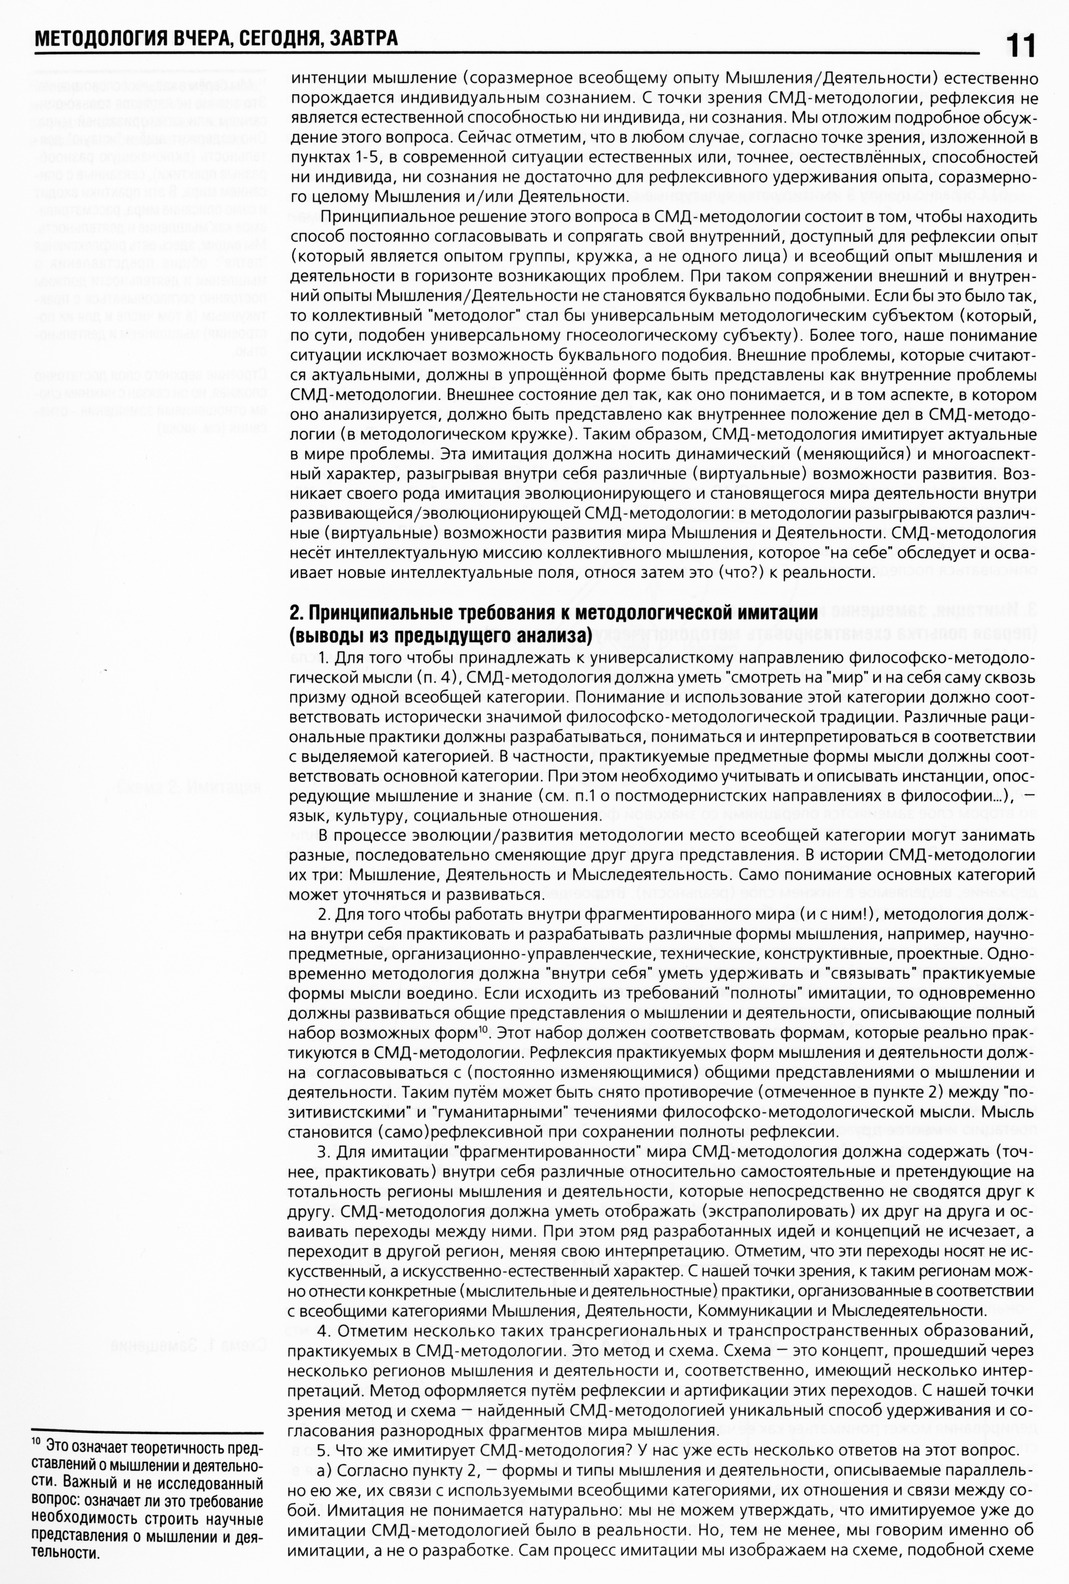 МЕТОДОЛОГИЯ ВЧЕРА, СЕГОДНЯ, ЗАВТРА
11
интенции мышление (соразмерное всеобщему опыту Мышления/Деятельности) естественно
порождается индивидуальным сознанием. С точки зрения СМД-методологии, рефлексия не
является естественной способностью ни индивида, ни сознания. Мы отложим подробное обсуж-
дение этого вопроса. Сейчас отметим, что в любом случае, согласно точке зрения, изложенной в
пунктах 1-5, в современной ситуации естественных или, точнее, оестествлённых, способностей
ни индивида, ни сознания не достаточно для рефлексивного удерживания опыта, соразмерно-
го целому Мышления и/или Деятельности.
Принципиальное решение этого вопроса в СМД-методологии состоит в том, чтобы находить
способ постоянно согласовывать и сопрягать свой внутренний, доступный для рефлексии опыт
(который является опытом группы, кружка, а не одного лица) и всеобщий опыт мышления и
деятельности в горизонте возникающих проблем. При таком сопряжении внешний и внутрен-
ний опыты Мышления/Деятельности не становятся буквально подобными. Если бы это было так,
то коллективный "методолог" стал бы универсальным методологическим субъектом (который,
по сути, подобен универсальному гносеологическому субъекту). Более того, наше понимание
ситуации исключает возможность буквального подобия. Внешние проблемы, которые считают-
ся актуальными, должны в упрощённой форме быть представлены как внутренние проблемы
СМД-методологии. Внешнее состояние дел так, как оно понимается, и в том аспекте, в котором
оно анализируется, должно быть представлено как внутреннее положение дел в СМД-методо-
логии (в методологическом кружке). Таким образом, СМД-методология имитирует актуальные
в мире проблемы. Эта имитация должна носить динамический (меняющийся) и многоаспект-
ный характер, разыгрывая внутри себя различные (виртуальные) возможности развития. Воз-
никает своего рода имитация эволюционирующего и становящегося мира деятельности внутри
развивающейся/эволюционирующей СМД-методологии: в методологии разыгрываются различ-
ные (виртуальные) возможности развития мира Мышления и Деятельности. СМД-методология
несёт интеллектуальную миссию коллективного мышления, которое "на себе" обследует и осва-
ивает новые интеллектуальные поля, относя затем это (что?) к реальности.
2. Принципиальные требования к методологической имитации
(выводы из предыдущего анализа)
1. Для того чтобы принадлежать к универсалисткому направлению философско-методоло-
гической мысли (п. 4), СМД-методология должна уметь "смотреть на "мир" и на себя саму сквозь
призму одной всеобщей категории. Понимание и использование этой категории должно соот-
ветствовать исторически значимой философско-методологической традиции. Различные раци-
ональные практики должны разрабатываться, пониматься и интерпретироваться в соответствии
с выделяемой категорией. В частности, практикуемые предметные формы мысли должны соот-
ветствовать основной категории. При этом необходимо учитывать и описывать инстанции, опос-
редующие мышление и знание (см. п.1 о постмодернистских направлениях в философии...), —
язык, культуру, социальные отношения.
В процессе эволюции/развития методологии место всеобщей категории могут занимать
разные, последовательно сменяющие друг друга представления. В истории СМД-методологии
их три: Мышление, Деятельность и Мыследеятельность. Само понимание основных категорий
может уточняться и развиваться.
2. Для того чтобы работать внутри фрагментированного мира (и с ним!), методология долж-
на внутри себя практиковать и разрабатывать различные формы мышления, например, научно-
предметные, организационно-управленческие, технические, конструктивные, проектные. Одно-
временно методология должна "внутри себя" уметь удерживать и "связывать" практикуемые
формы мысли воедино. Если исходить из требований "полноты" имитации, то одновременно
должны развиваться общие представления о мышлении и деятельности, описывающие полный
набор возможных форм¹⁰. Этот набор должен соответствовать формам, которые реально прак-
тикуются в СМД-методологии. Рефлексия практикуемых форм мышления и деятельности долж-
на согласовываться с (постоянно изменяющимися) общими представлениями о мышлении и
деятельности. Таким путём может быть снято противоречие (отмеченное в пункте 2) между "по-
зитивистскими" и "гуманитарными" течениями философско-методологической мысли. Мысль
становится (само)рефлексивной при сохранении полноты рефлексии.
3. Для имитации "фрагментированности" мира СМД-методология должна содержать (точ-
нее, практиковать) внутри себя различные относительно самостоятельные и претендующие на
тотальность регионы мышления и деятельности, которые непосредственно не сводятся друг к
другу. СМД-методология должна уметь отображать (экстраполировать) их друг на друга и ос-
ваивать переходы между ними. При этом ряд разработанных идей и концепций не исчезает, а
переходит в другой регион, меняя свою интерпретацию. Отметим, что эти переходы носят не ис-
кусственный, а искусственно-естественный характер. С нашей точки зрения, к таким регионам мож-
но отнести конкретные (мыслительные и деятельностные) практики, организованные в соответствии
с всеобщими категориями Мышления, Деятельности, Коммуникации и Мыследеятельности.
4. Отметим несколько таких трансрегиональных и транспространственных образований,
практикуемых в СМД-методологии. Это метод и схема. Схема — это концепт, прошедший через
несколько регионов мышления и деятельности и, соответственно, имеющий несколько интер-
претаций. Метод оформляется путём рефлексии и артификации этих переходов. С нашей точки
зрения метод и схема — найденный СМД-методологией уникальный способ удерживания и со-
гласования разнородных фрагментов мира мышления.
5. Что же имитирует СМД-методология? У нас уже есть несколько ответов на этот вопрос.
а) Согласно пункту 2, — формы и типы мышления и деятельности, описываемые параллель-
но ею же, их связи с используемыми всеобщими категориями, их отношения и связи между со-
бой. Имитация не понимается натурально: мы не можем утверждать, что имитируемое уже до
имитации СМД-методологией было в реальности. Но, тем не менее, мы говорим именно об
имитации, а не о разработке. Сам процесс имитации мы изображаем на схеме, подобной схеме
¹⁰ Это означает теоретичность пред-
ставлений о мышлении и деятельно-
сти. Важный и не исследованный
вопрос: означает ли это требование
необходимость строить научные
представления о мышлении и дея-
тельности.